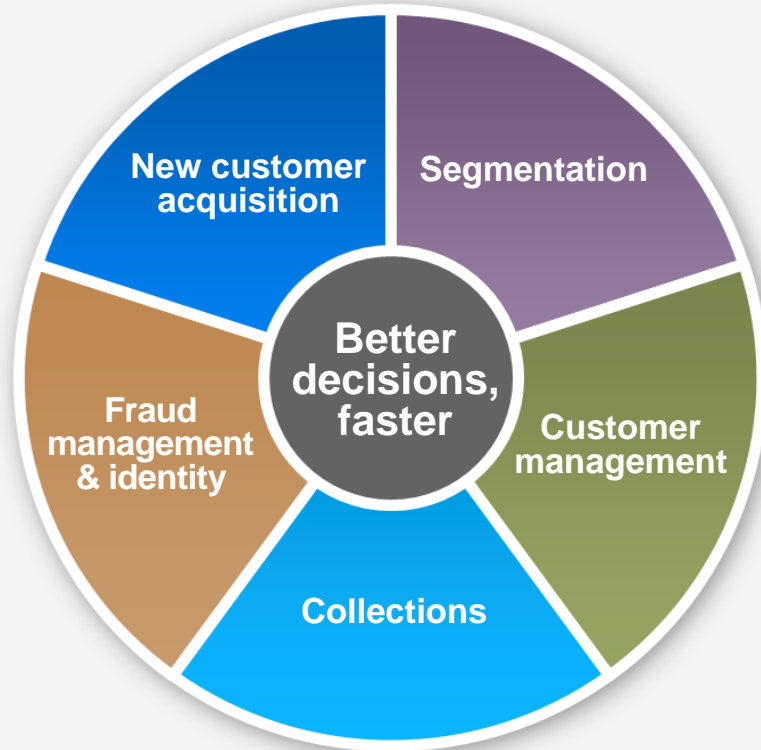 New customer
acquisition
Segmentation
Better
decisions,
faster
Fraud
management
& identity
Customer
management
Collections